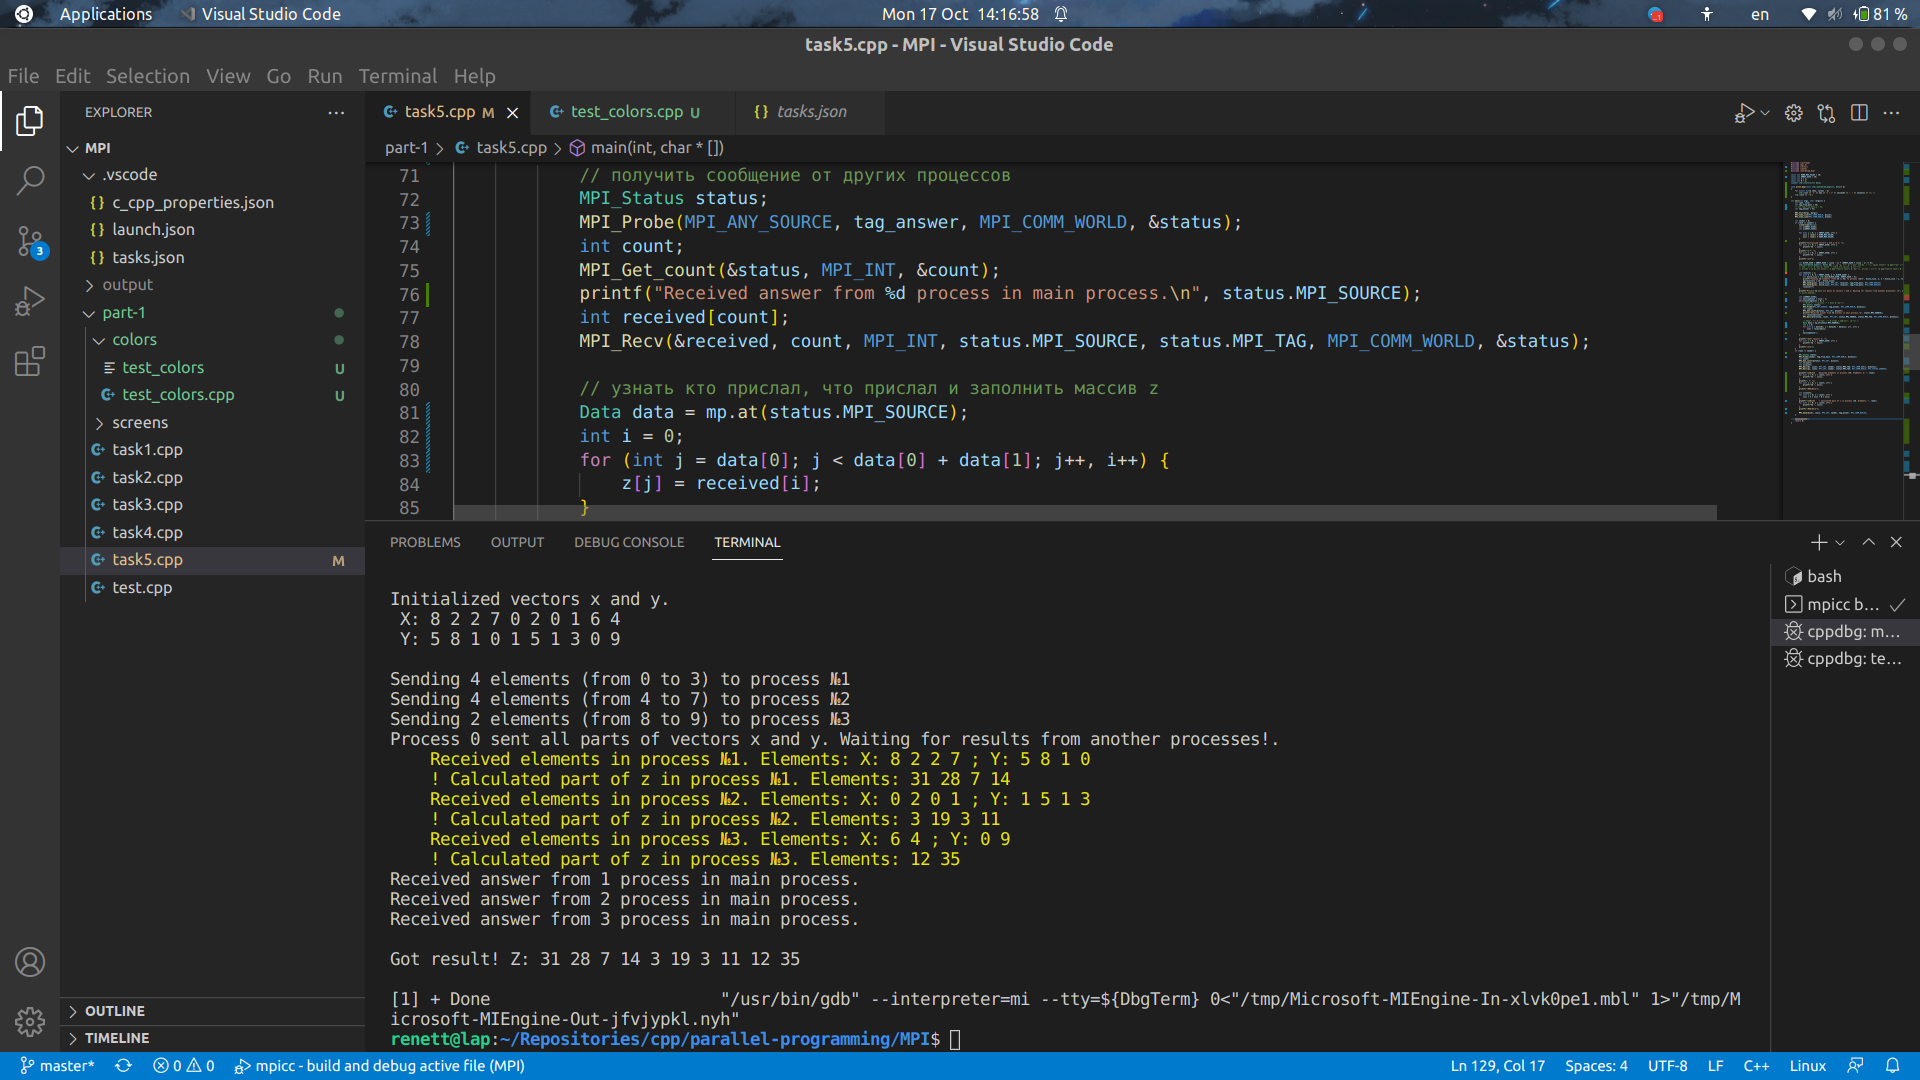 Applications
Visual Studio Code
Mon 17 Oct 14:16:58
en
81 %
task5.cpp - MPI - Visual Studio Code
File Edit Selection View Go Run Terminal Help
EXPLORER
MPI
.vscode
{} c_cpp_properties.json
{} launch.json
{} tasks.json
output
part-1
colors
test_colors U
test_colors.cpp U
screens
task1.cpp
task2.cpp
task3.cpp
task4.cpp
task5.cpp M
test.cpp
OUTLINE
TIMELINE
3
task5.cpp M
test_colors.cpp U
{} tasks.json
part-1 > task5.cpp > main(int, char * [])
71 // получить сообщение от других процессов
72 MPI_Status status;
73 MPI_Probe(MPI_ANY_SOURCE, tag_answer, MPI_COMM_WORLD, &status);
74 int count;
75 MPI_Get_count(&status, MPI_INT, &count);
76 printf("Received answer from %d process in main process.\n", status.MPI_SOURCE);
77 int received[count];
78 MPI_Recv(&received, count, MPI_INT, status.MPI_SOURCE, status.MPI_TAG, MPI_COMM_WORLD, &status);
79
80 // узнать кто прислал, что прислал и заполнить массив z
81 Data data = mp.at(status.MPI_SOURCE);
82 int i = 0;
83 for (int j = data[0]; j < data[0] + data[1]; j++, i++) {
84 z[j] = received[i];
85 }
PROBLEMS OUTPUT DEBUG CONSOLE TERMINAL
Initialized vectors x and y.
X: 8 2 2 7 0 2 0 1 6 4
Y: 5 8 1 0 1 5 1 3 0 9
Sending 4 elements (from 0 to 3) to process №1
Sending 4 elements (from 4 to 7) to process №2
Sending 2 elements (from 8 to 9) to process №3
Process 0 sent all parts of vectors x and y. Waiting for results from another processes!.
Received elements in process №1. Elements: X: 8 2 2 7 ; Y: 5 8 1 0
! Calculated part of z in process №1. Elements: 31 28 7 14
Received elements in process №2. Elements: X: 0 2 0 1 ; Y: 1 5 1 3
! Calculated part of z in process №2. Elements: 3 19 3 11
Received elements in process №3. Elements: X: 6 4 ; Y: 0 9
! Calculated part of z in process №3. Elements: 12 35
Received answer from 1 process in main process.
Received answer from 2 process in main process.
Received answer from 3 process in main process.
Got result! Z: 31 28 7 14 3 19 3 11 12 35
[1] + Done "/usr/bin/gdb" --interpreter=mi --tty=${DbgTerm} 0<"/tmp/Microsoft-MIEngine-In-xlvk0pe1.mbl" 1>"/tmp/M
icrosoft-MIEngine-Out-jfvjypkl.nyh"
renett@lap:~/Repositories/cpp/parallel-programming/MPI$
bash
mpicc b...
cppdbg: m...
cppdbg: te...
master*
0 0
mpicc - build and debug active file (MPI)
Ln 129, Col 17
Spaces: 4
UTF-8
LF
C++
Linux